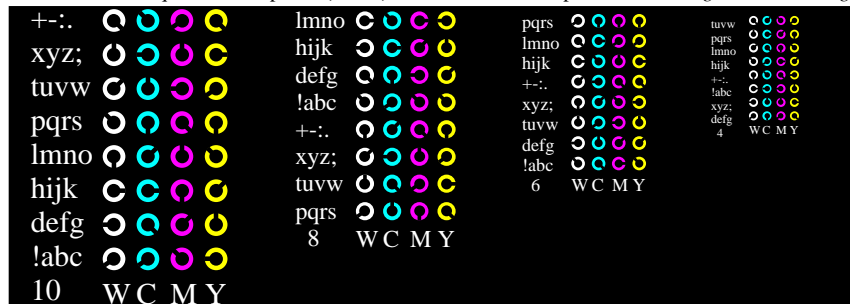 +-:.
xyz;
tuvw
pqrs
lmno
hijk
defg
!abc
10 W C M Y
lmno
hijk
defg
!abc
+-:.
xyz;
tuvw
pqrs
8 W C M Y
pqrs
lmno
hijk
+-:.
xyz;
tuvw
defg
!abc
6 W C M Y
tuvw
pqrs
lmno
hijk
+-:.
!abc
xyz;
defg
4 W C M Y